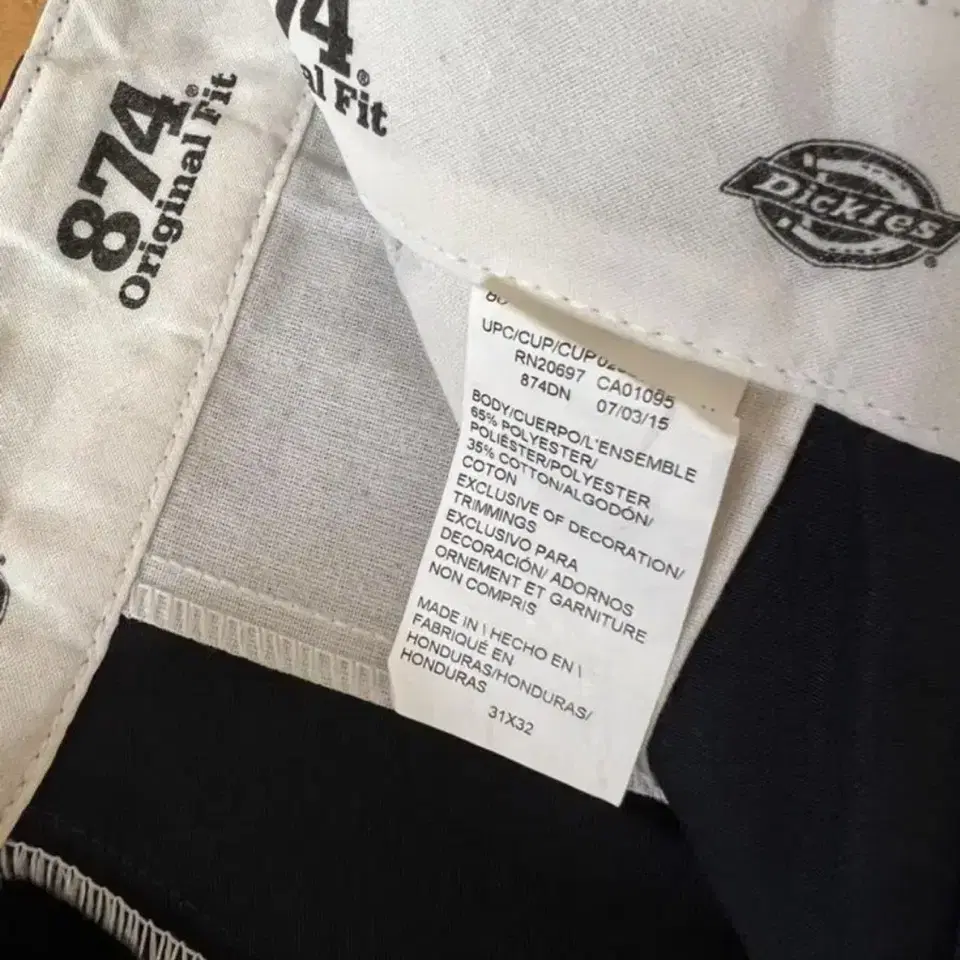 874®
Original Fit
74®
al Fit
Dickies®
UPC/CUP/CUP
RN20697 CA01095
874DN 07/03/15
BODY/CUERPO/L'ENSEMBLE
65% POLYESTER/
POLIÉSTER/POLYESTER
35% COTTON/ALGODÓN/
COTON
EXCLUSIVE OF DECORATION/
TRIMMINGS
EXCLUSIVO PARA
DECORACIÓN/ ADORNOS
ORNEMENT ET GARNITURE
NON COMPRIS
MADE IN \ HECHO EN \
FABRIQUÉ EN
HONDURAS/HONDURAS/
HONDURAS
31X32